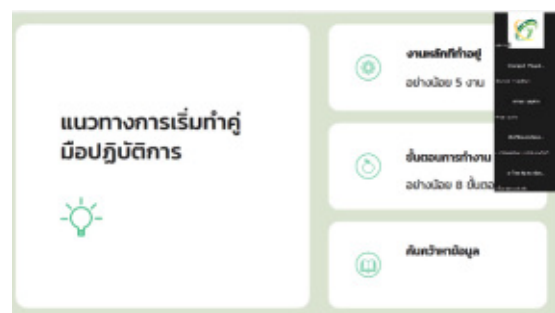 แนวทางการเริ่มทำคู่
มือปฏิบัติการ
งานหลักที่ทำอยู่
อย่างน้อย 5 งาน
ขั้นตอนการทำงาน
อย่างน้อย 8 ขั้นตอ
ค้นคว้าหาข้อมูล